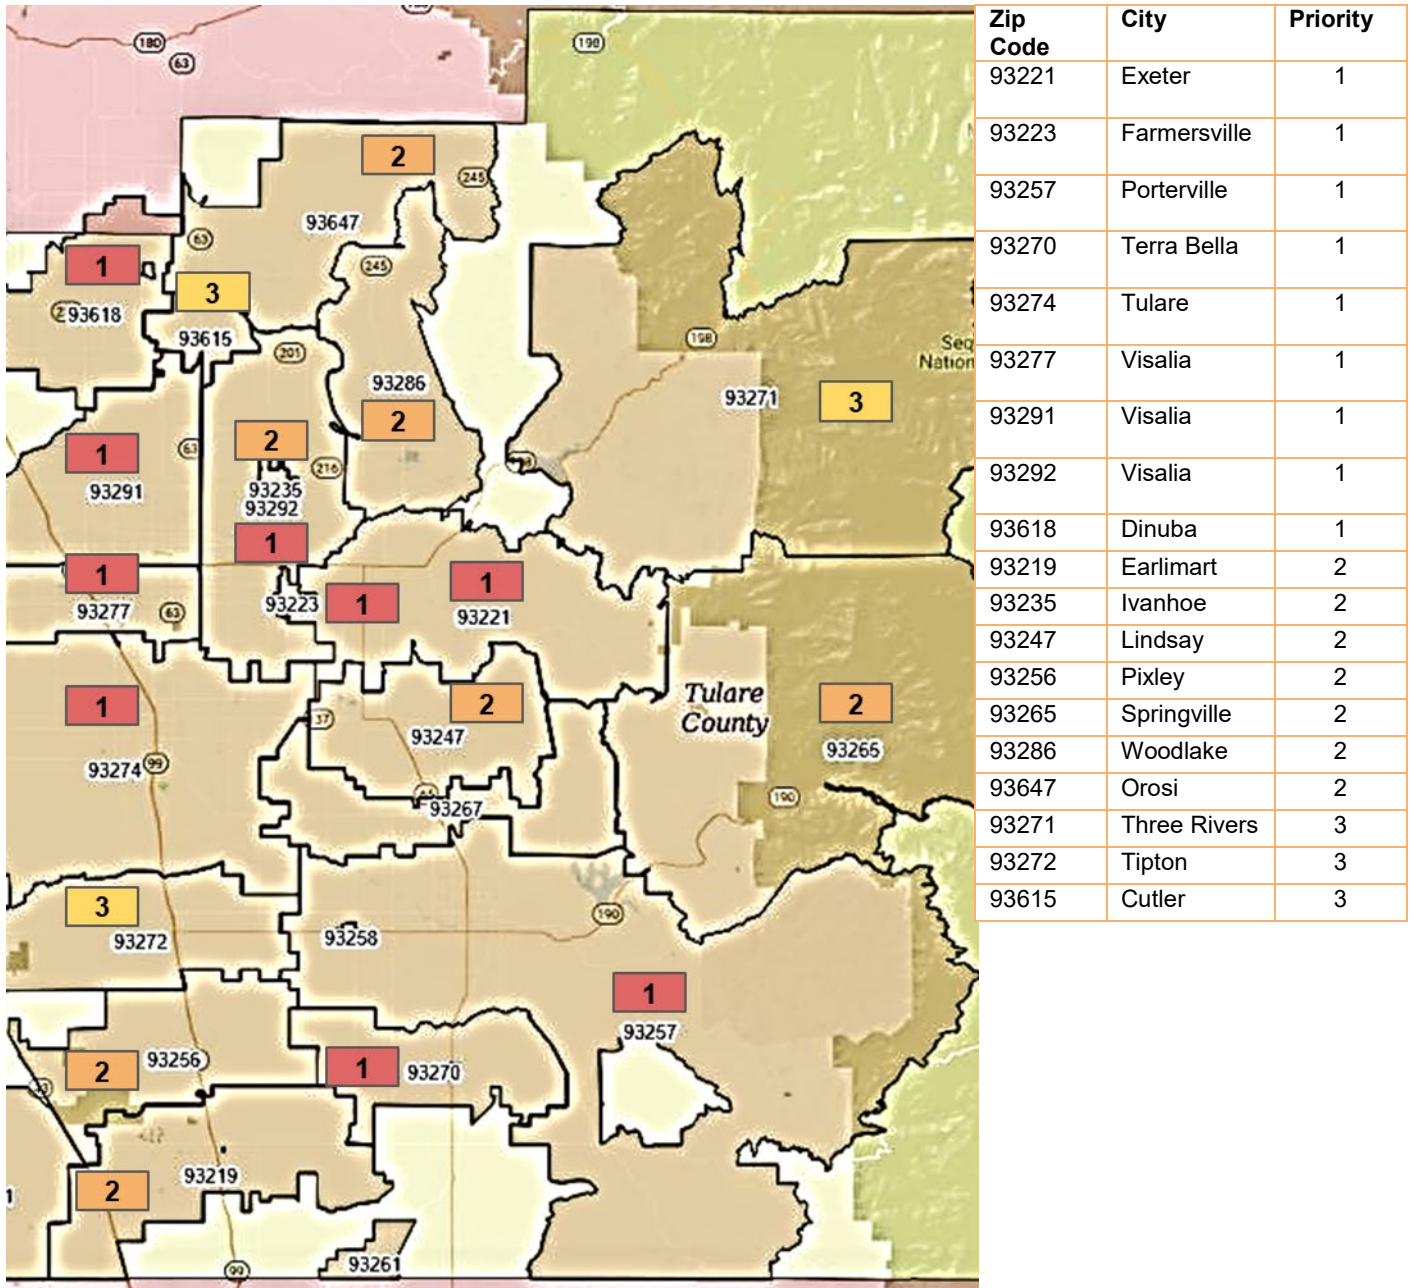 180
63
198
2
245
93647
63
245
1
3
93618
93615
201
198
Seq
Nation
93286
93271
3
2
2
63
1
216
93235
93291
93292
1
1
1
93223
1
93277
63
93221
Tulare
County
1
2
2
37
93247
93265
93274
99
65
93267
190
3
190
93272
93258
1
93257
93256
2
1
93270
43
93219
2
1
93261
99
Zip Code City Priority
93221 Exeter 1
93223 Farmersville 1
93257 Porterville 1
93270 Terra Bella 1
93274 Tulare 1
93277 Visalia 1
93291 Visalia 1
93292 Visalia 1
93618 Dinuba 1
93219 Earlimart 2
93235 Ivanhoe 2
93247 Lindsay 2
93256 Pixley 2
93265 Springville 2
93286 Woodlake 2
93647 Orosi 2
93271 Three Rivers 3
93272 Tipton 3
93615 Cutler 3